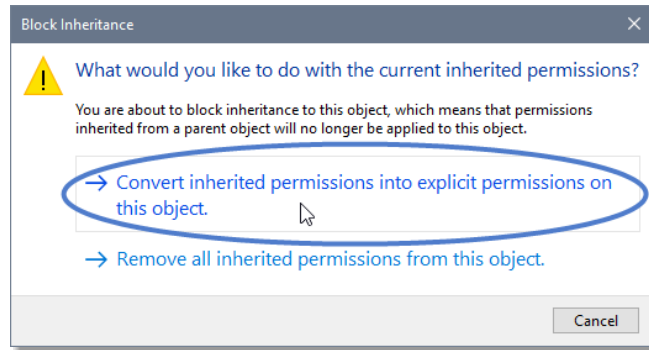 Block Inheritance
What would you like to do with the current inherited permissions?
You are about to block inheritance to this object, which means that permissions
inherited from a parent object will no longer be applied to this object.
Convert inherited permissions into explicit permissions on
this object.
Remove all inherited permissions from this object.
Cancel